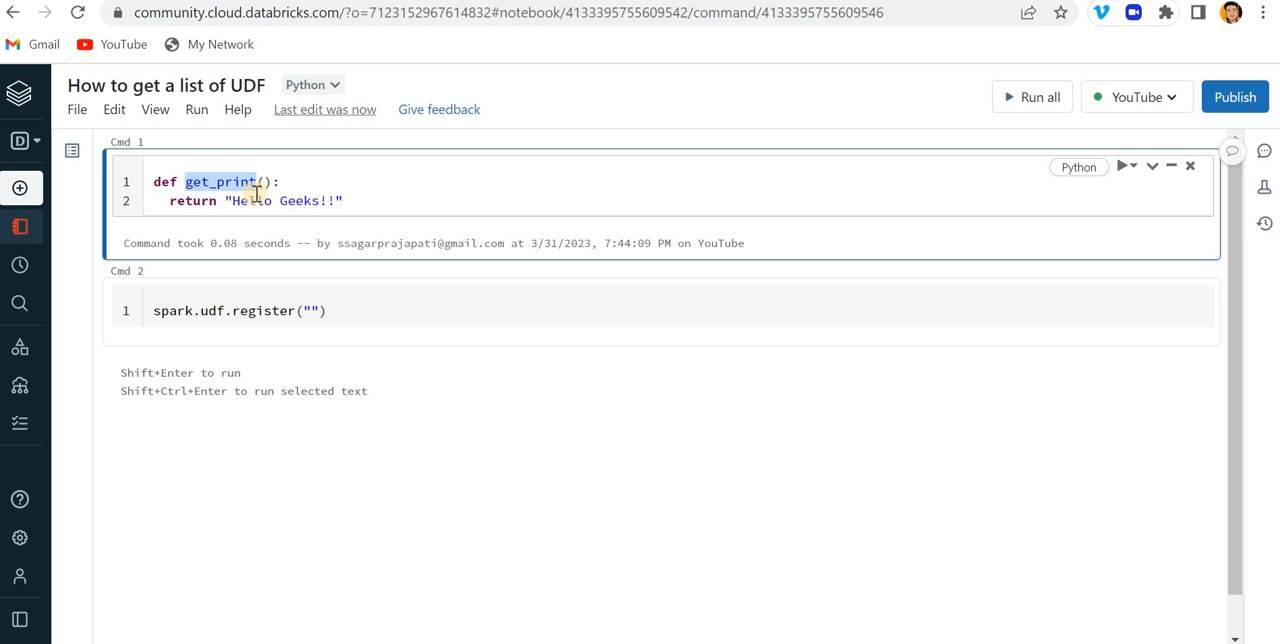 community.cloud.databricks.com/?o=7123152967614832#notebook/4133395755609542/command/4133395755609546
Gmail YouTube My Network
How to get a list of UDF Python
File Edit View Run Help Last edit was now Give feedback
Run all YouTube Publish
D
Cmd 1
Python
1 def get_print():
2 return "Hello Geeks!!"
Command took 0.08 seconds -- by ssagarprajapati@gmail.com at 3/31/2023, 7:44:09 PM on YouTube
Cmd 2
1 spark.udf.register("")
Shift+Enter to run
Shift+Ctrl+Enter to run selected text